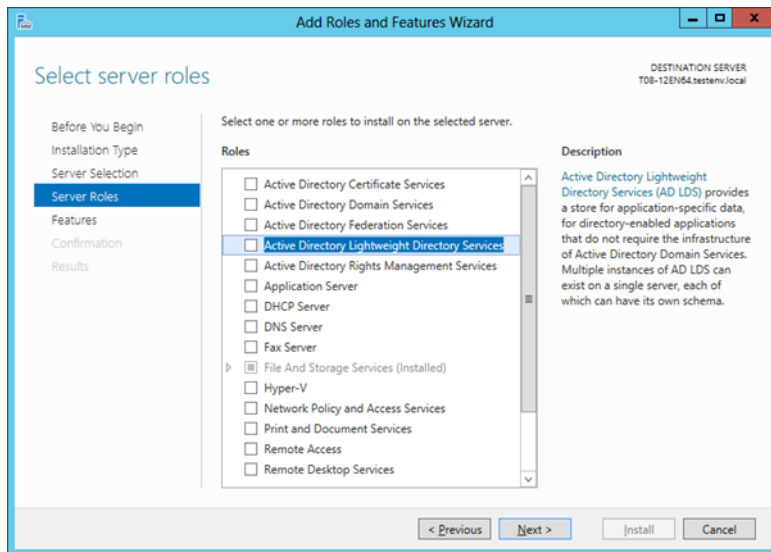 Add Roles and Features Wizard
Select server roles
DESTINATION SERVER
T08-12EN64.testenv.local
Before You Begin
Installation Type
Server Selection
Server Roles
Features
Confirmation
Results
Select one or more roles to install on the selected server.
Roles
Active Directory Certificate Services
Active Directory Domain Services
Active Directory Federation Services
Active Directory Lightweight Directory Services
Active Directory Rights Management Services
Application Server
DHCP Server
DNS Server
Fax Server
File And Storage Services (Installed)
Hyper-V
Network Policy and Access Services
Print and Document Services
Remote Access
Remote Desktop Services
Description
Active Directory Lightweight
Directory Services (AD LDS) provides
a store for application-specific data,
for directory-enabled applications
that do not require the infrastructure
of Active Directory Domain Services.
Multiple instances of AD LDS can
exist on a single server, each of
which can have its own schema.
< Previous
Next >
Install
Cancel